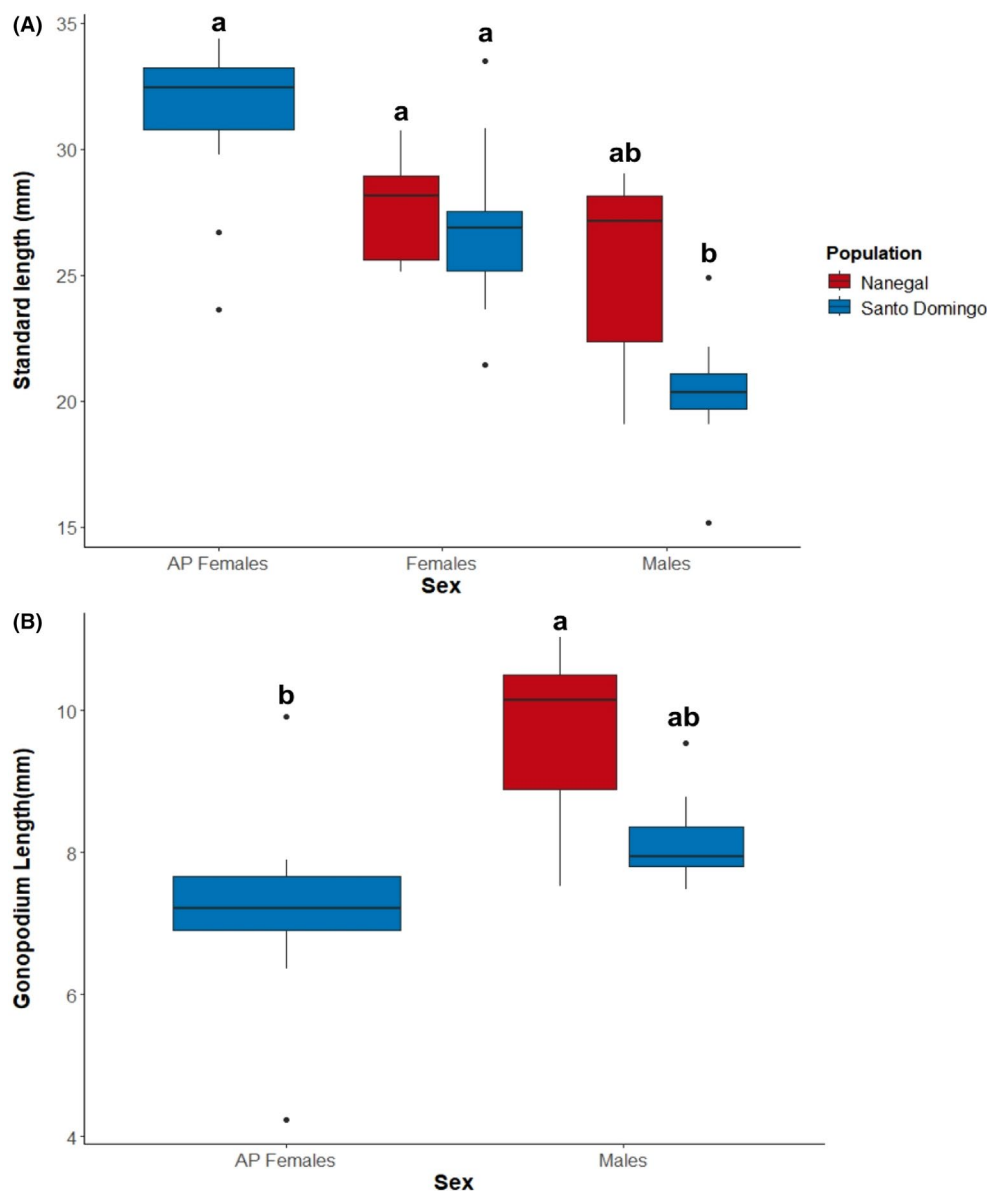 (A)
35
30
25
20
15
Standard length (mm)
a
a
a
ab
b
AP Females Females Males
Sex
Population
Nanegal
Santo Domingo
(B)
10
8
6
4
Gonopodium Length(mm)
b
a
ab
AP Females Males
Sex